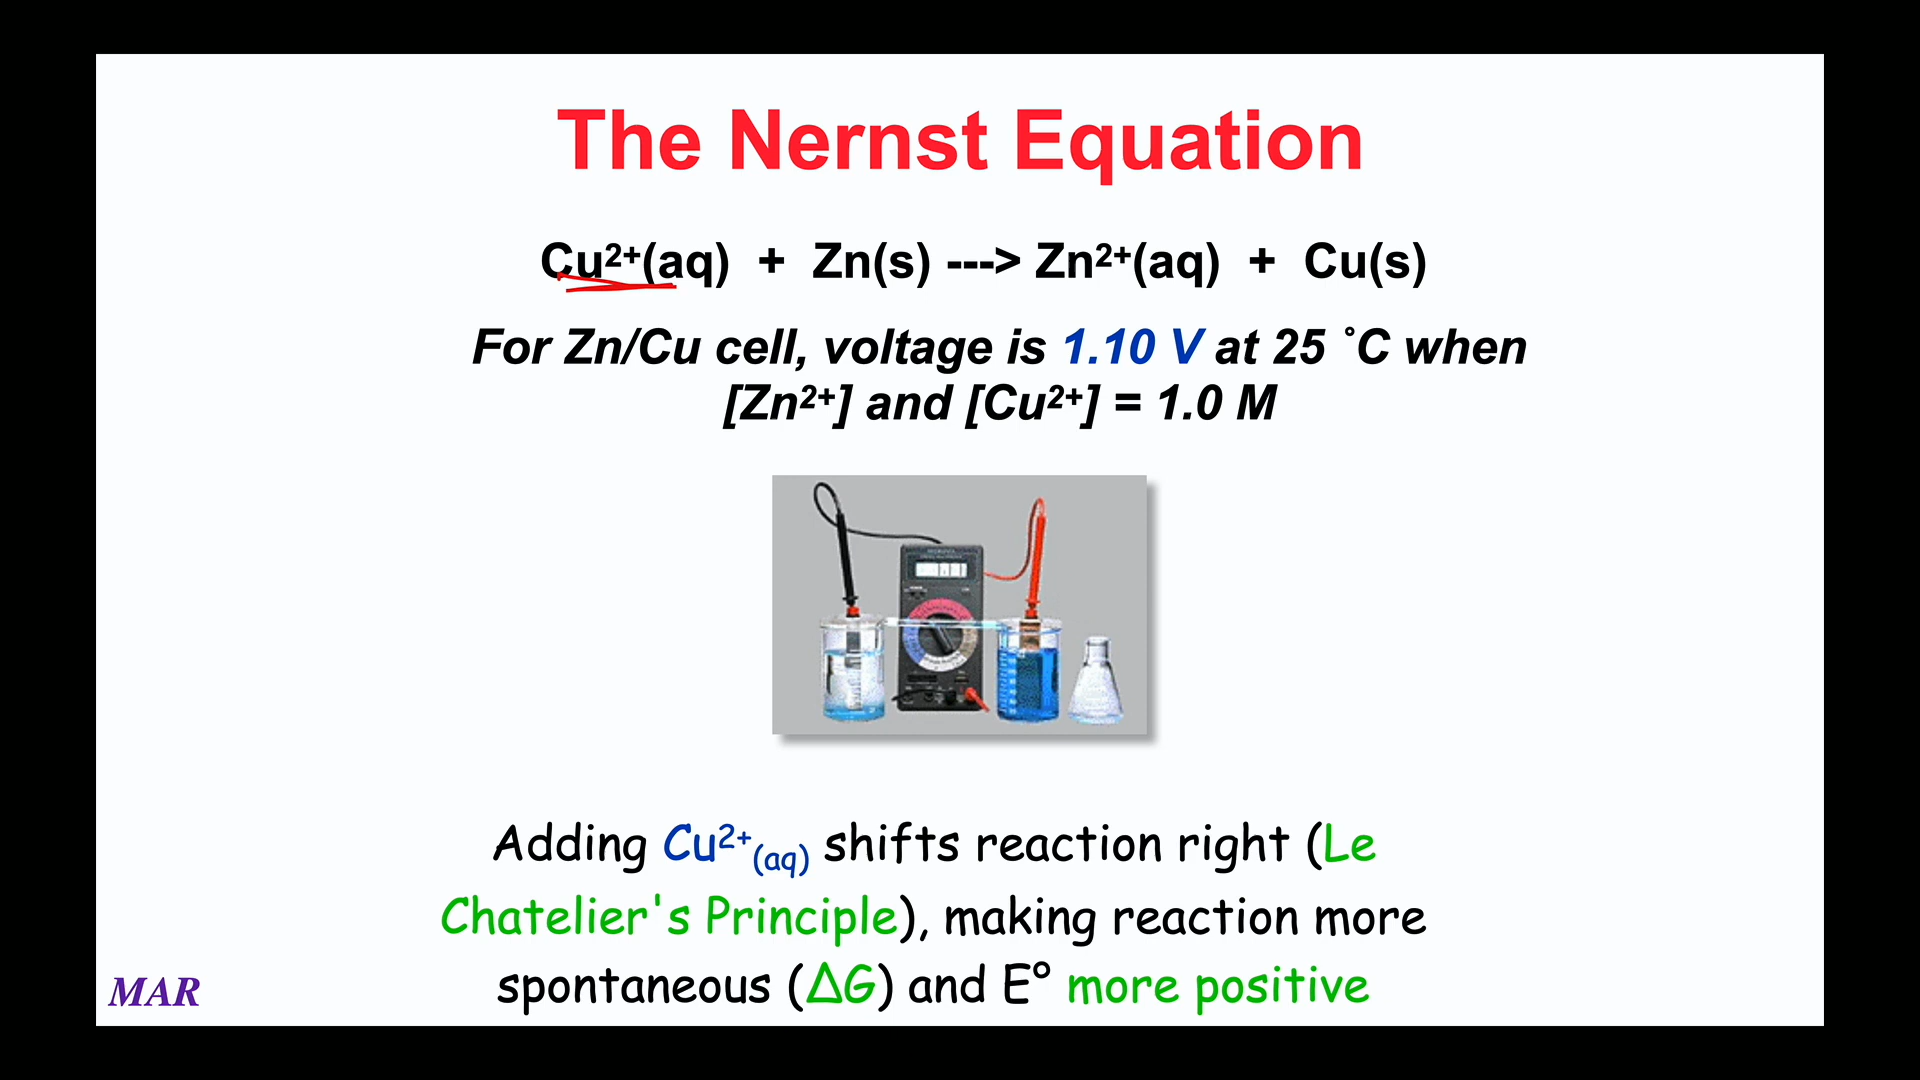 The Nernst Equation
Cu²⁺(aq) + Zn(s) ---> Zn²⁺(aq) + Cu(s)
For Zn/Cu cell, voltage is 1.10 V at 25 ˚C when
[Zn²⁺] and [Cu²⁺] = 1.0 M
Adding Cu²⁺(aq) shifts reaction right (Le
Chatelier's Principle), making reaction more
spontaneous (ΔG) and E° more positive
MAR